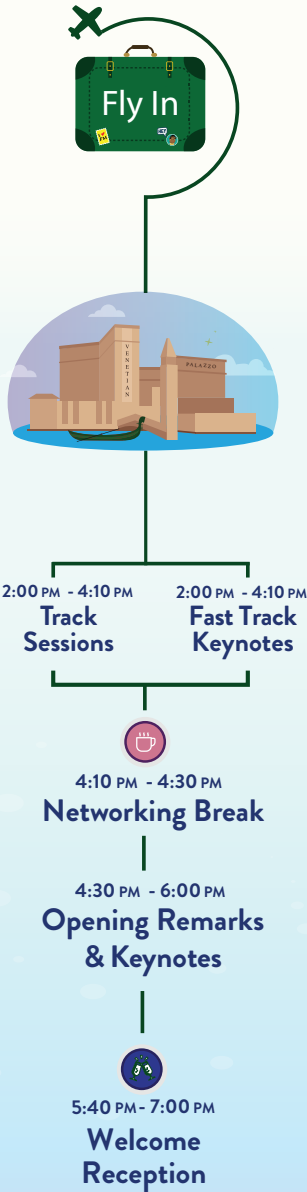 Fly In
VENETIAN
PALAZZO
2:00 PM - 4:10 PM
Track
Sessions
2:00 PM - 4:10 PM
Fast Track
Keynotes
4:10 PM - 4:30 PM
Networking Break
4:30 PM - 6:00 PM
Opening Remarks
& Keynotes
5:40 PM- 7:00 PM
Welcome
Reception